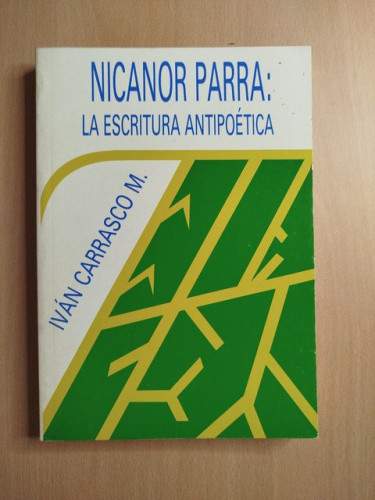 NICANOR PARRA:
LA ESCRITURA ANTIPOÉTICA
IVÁN CARRASCO M.